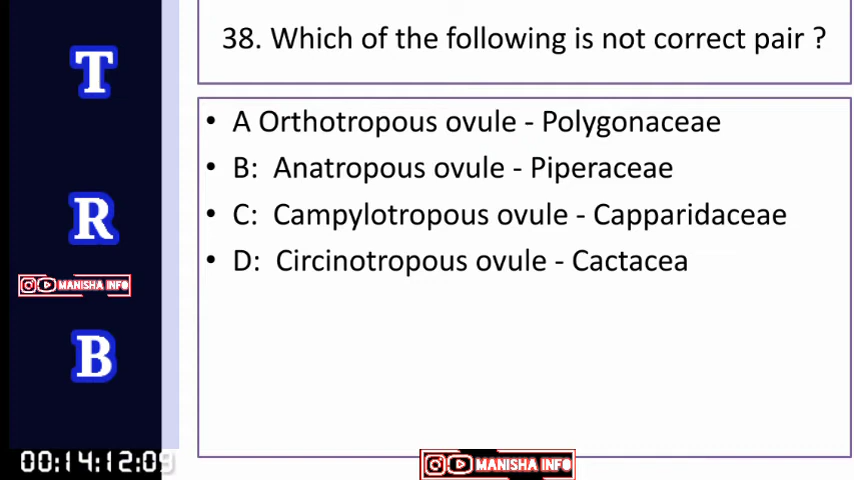 38. Which of the following is not correct pair ?
T
R
B
• A Orthotropous ovule - Polygonaceae
• B: Anatropous ovule - Piperaceae
• C: Campylotropous ovule - Capparidaceae
• D: Circinotropous ovule - Cactacea
MANISHA INFO
00:14:12:09
MANISHA INFO